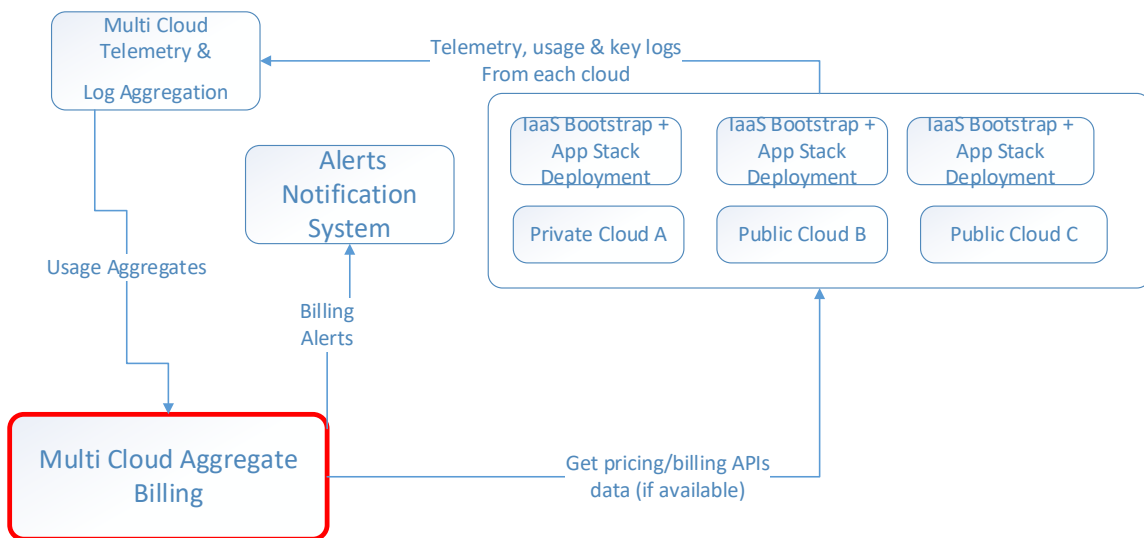 Multi Cloud
Telemetry &
Log Aggregation
Telemetry, usage & key logs
From each cloud
IaaS Bootstrap +
App Stack
Deployment
IaaS Bootstrap +
App Stack
Deployment
IaaS Bootstrap +
App Stack
Deployment
Private Cloud A
Public Cloud B
Public Cloud C
Alerts
Notification
System
Usage Aggregates
Billing
Alerts
Multi Cloud Aggregate
Billing
Get pricing/billing APIs
data (if available)